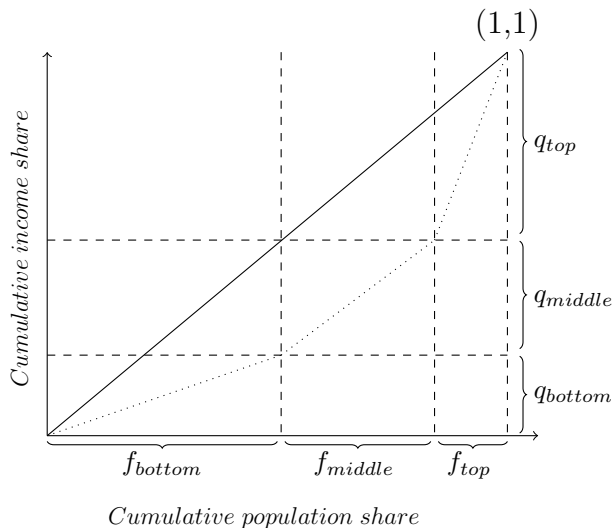 (1,1)
Cumulative income share
q_top
q_middle
q_bottom
f_bottom
f_middle
f_top
Cumulative population share